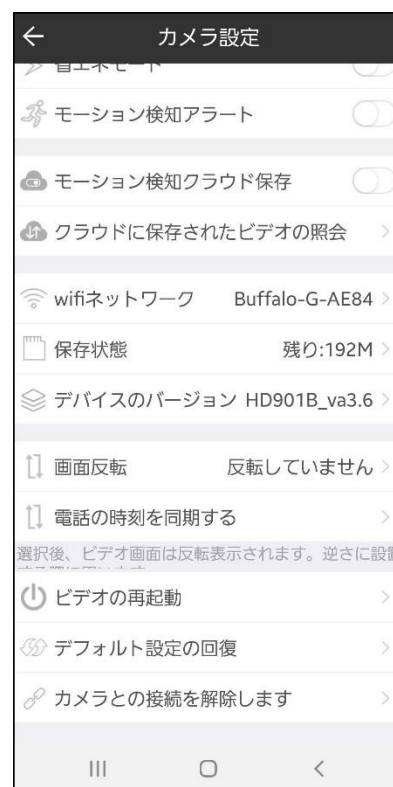 カメラ設定
省エネモード
モーション検知アラート
モーション検知クラウド保存
クラウドに保存されたビデオの照会
wifiネットワーク Buffalo-G-AE84
保存状態 残り:192M
デバイスのバージョン HD901B_va3.6
画面反転 反転していません
電話の時刻を同期する
選択後、ビデオ画面は反転表示されます。逆さに設置
ビデオの再起動
デフォルト設定の回復
カメラとの接続を解除します